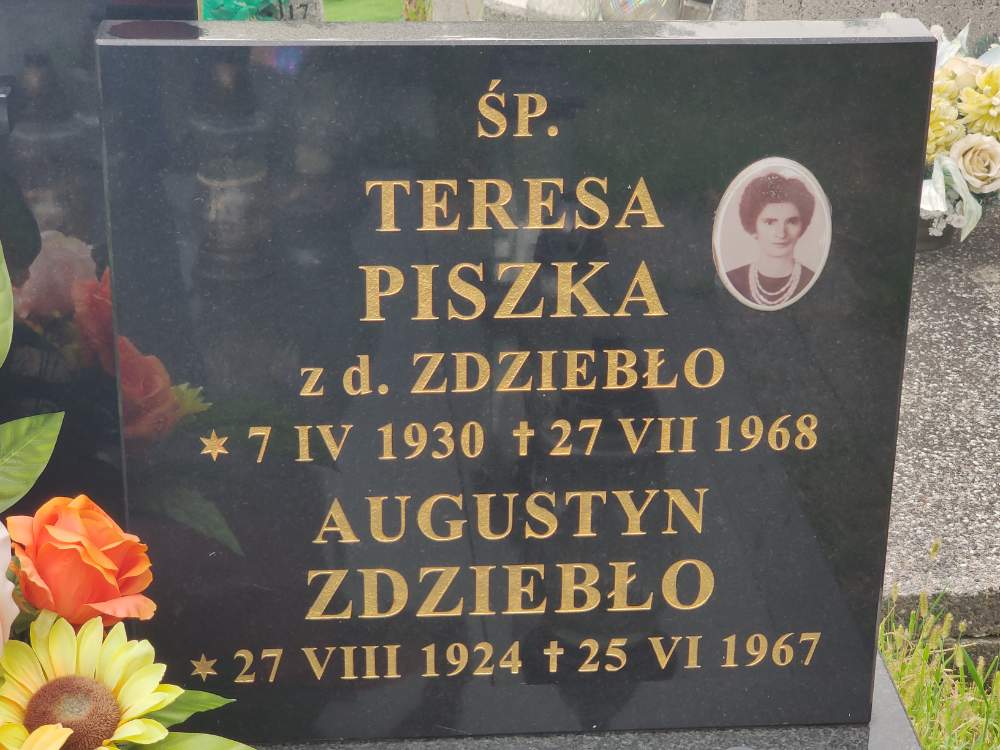 ŚP.
TERESA
PISZKA
z d. ZDZIEBŁO
✶ 7 IV 1930 ✝ 27 VII 1968
AUGUSTYN
ZDZIEBŁO
✶ 27 VIII 1924 ✝ 25 VI 1967